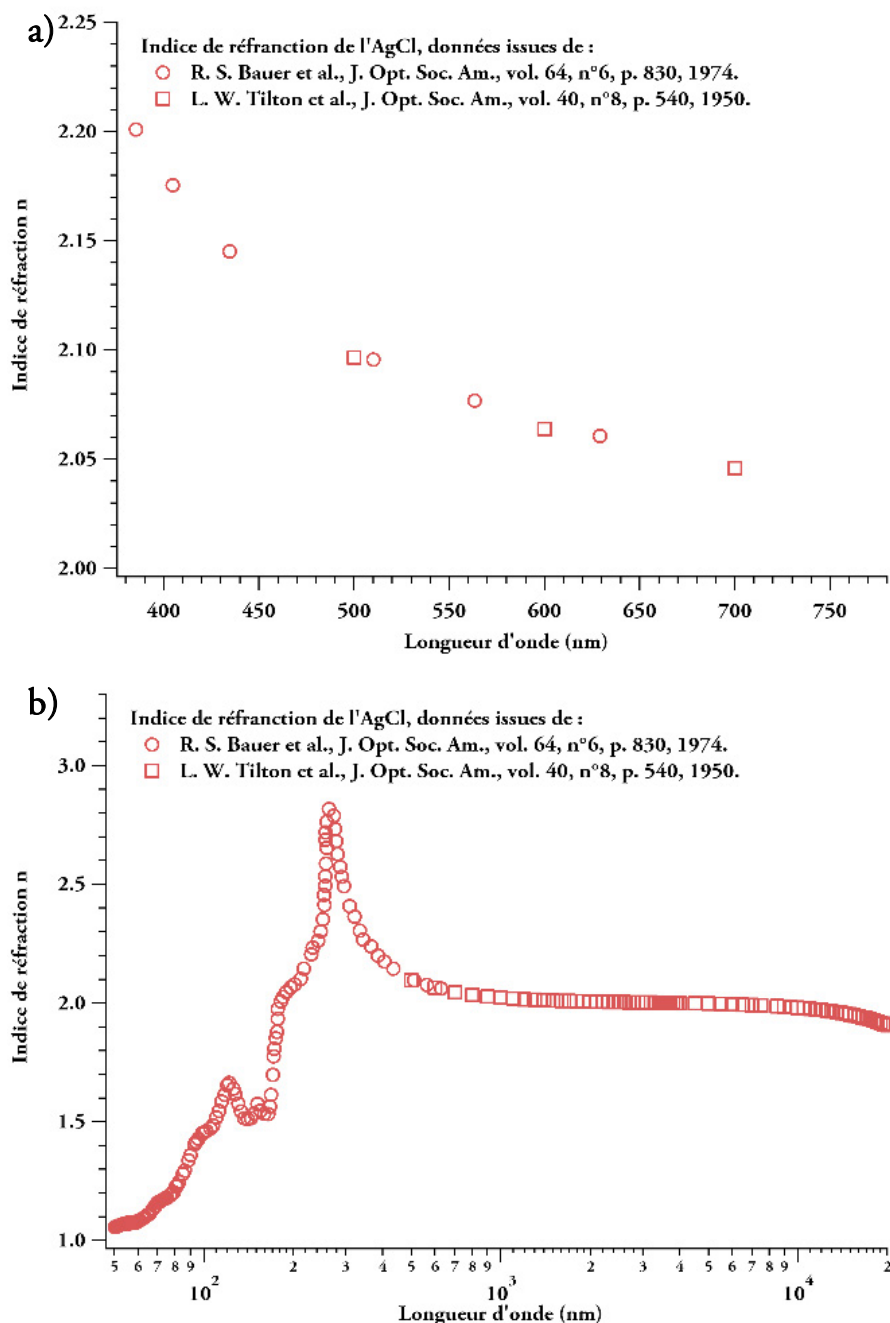 a)
2.25
2.20
2.15
2.10
2.05
2.00
Indice de réfraction n
Indice de réfranction de l'AgCl, données issues de :
R. S. Bauer et al., J. Opt. Soc. Am., vol. 64, n°6, p. 830, 1974.
L. W. Tilton et al., J. Opt. Soc. Am., vol. 40, n°8, p. 540, 1950.
400 450 500 550 600 650 700 750
Longueur d'onde (nm)
b)
3.0
2.5
2.0
1.5
1.0
Indice de réfraction n
Indice de réfranction de l'AgCl, données issues de :
R. S. Bauer et al., J. Opt. Soc. Am., vol. 64, n°6, p. 830, 1974.
L. W. Tilton et al., J. Opt. Soc. Am., vol. 40, n°8, p. 540, 1950.
5 6 7 8 9 2 3 4 5 6 7 8 9 2 3 4 5 6 7 8 9 2
10² 10³ 10⁴
Longueur d'onde (nm)